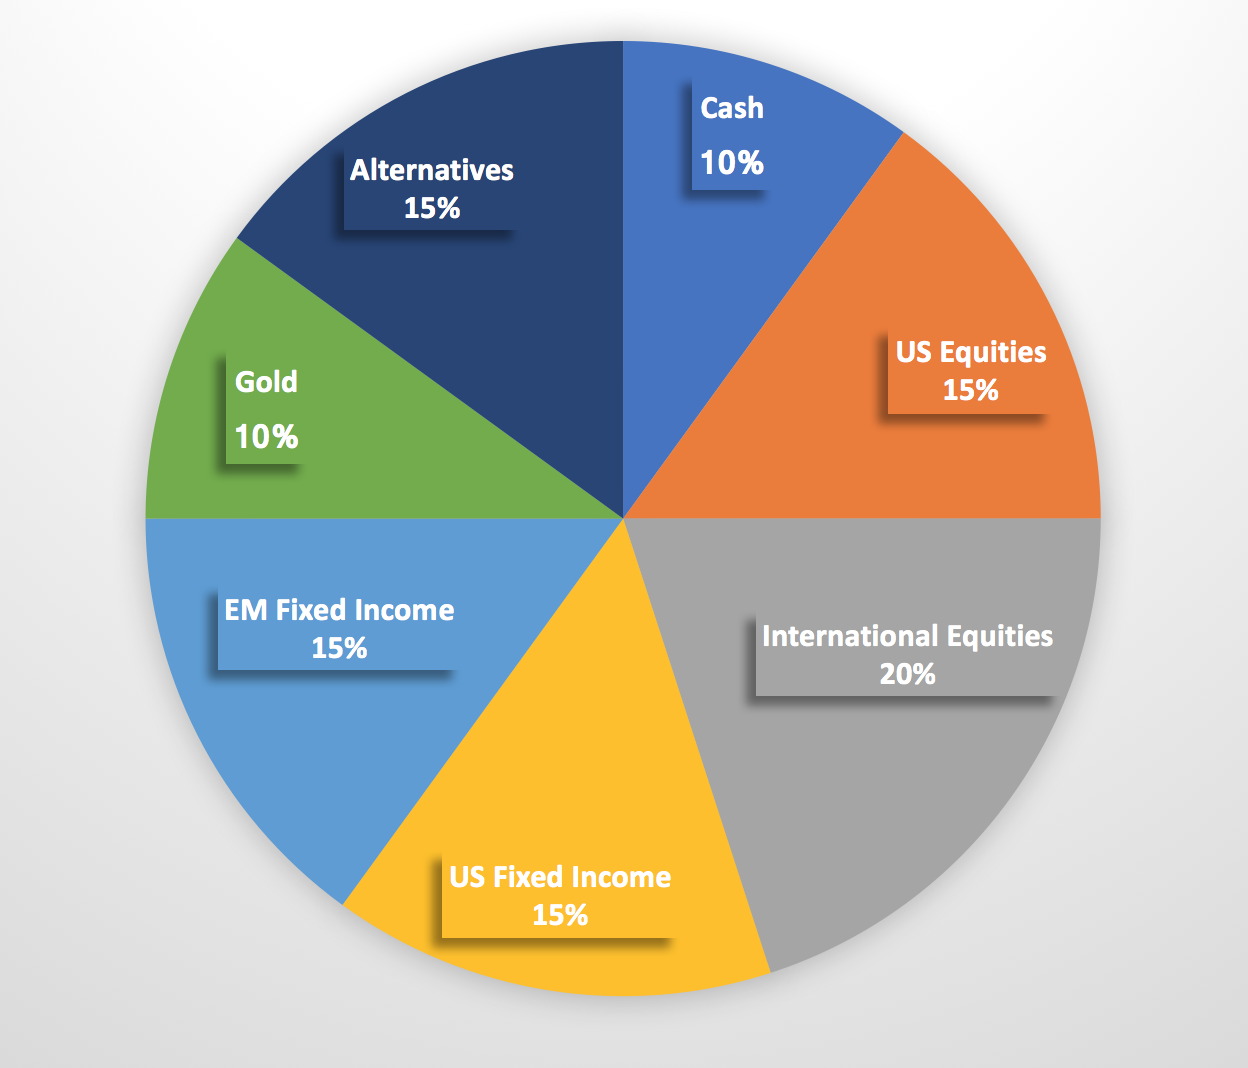 Cash
10%
US Equities
15%
International Equities
20%
US Fixed Income
15%
EM Fixed Income
15%
Gold
10%
Alternatives
15%